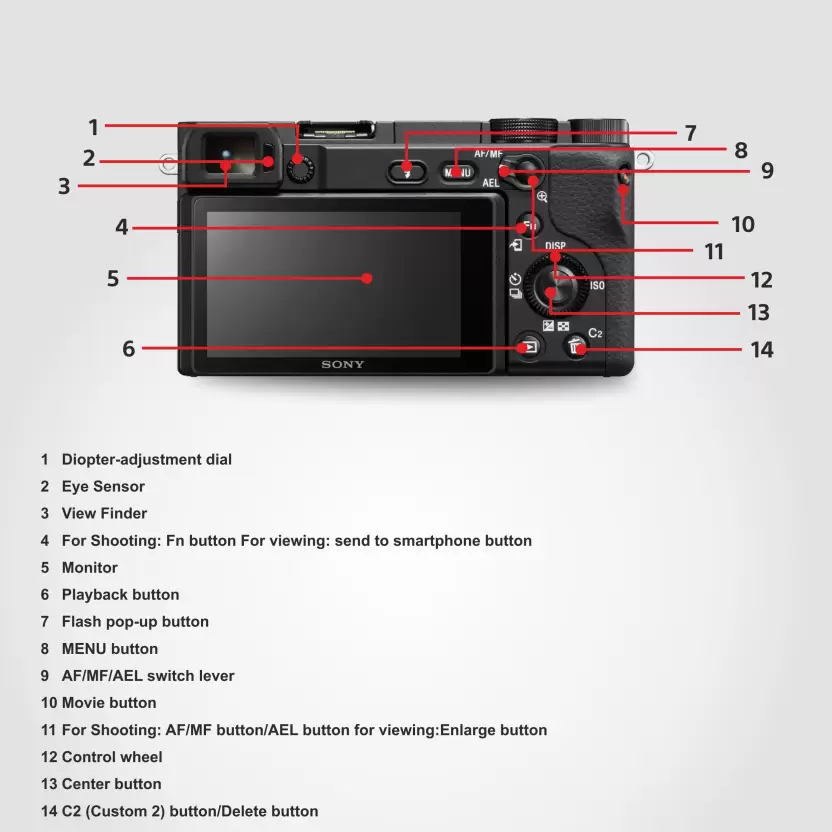 1
7
2
AF/MF
8
MENU
9
3
AEL
10
4
Fn
11
DISP
5
12
ISO
13
C2
6
14
SONY
1 Diopter-adjustment dial
2 Eye Sensor
3 View Finder
4 For Shooting: Fn button For viewing: send to smartphone button
5 Monitor
6 Playback button
7 Flash pop-up button
8 MENU button
9 AF/MF/AEL switch lever
10 Movie button
11 For Shooting: AF/MF button/AEL button for viewing:Enlarge button
12 Control wheel
13 Center button
14 C2 (Custom 2) button/Delete button